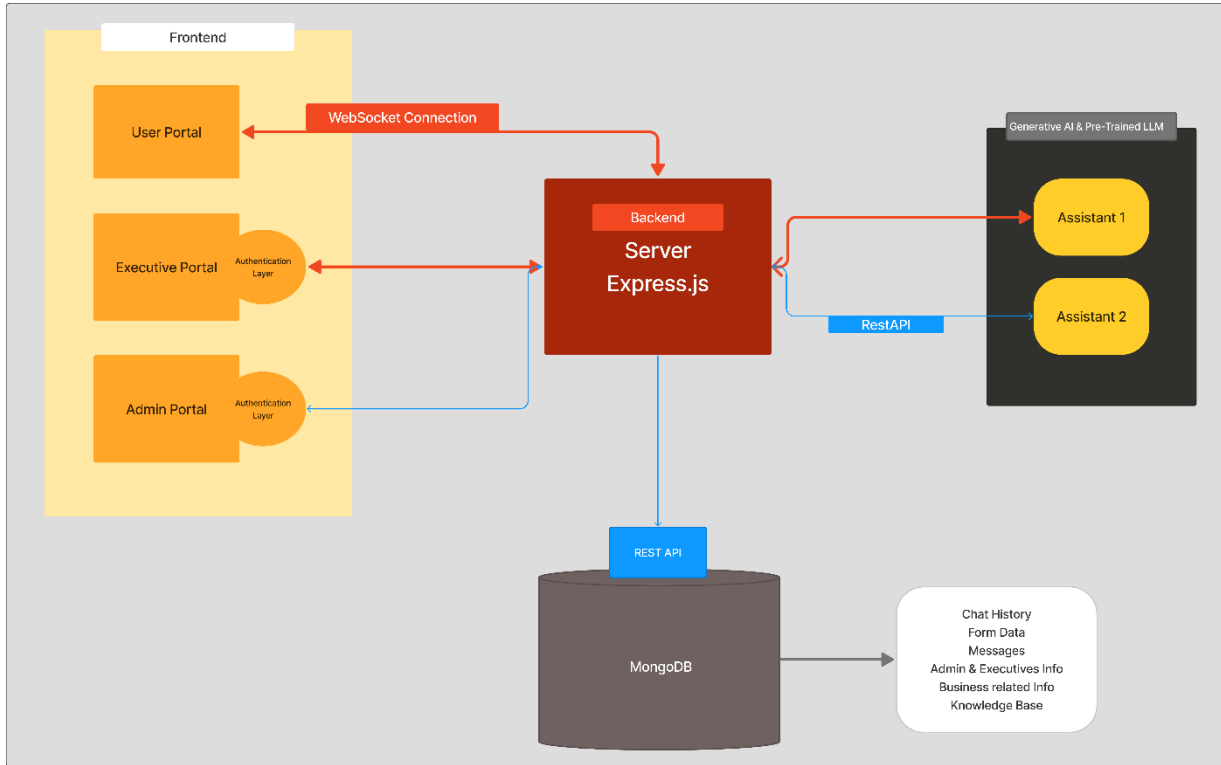 Frontend
User Portal
WebSocket Connection
Executive Portal
Authentication
Layer
Admin Portal
Authentication
Layer
Backend
Server
Express.js
Generative AI & Pre-Trained LLM
Assistant 1
Assistant 2
RestAPI
REST API
MongoDB
Chat History
Form Data
Messages
Admin & Executives Info
Business related Info
Knowledge Base